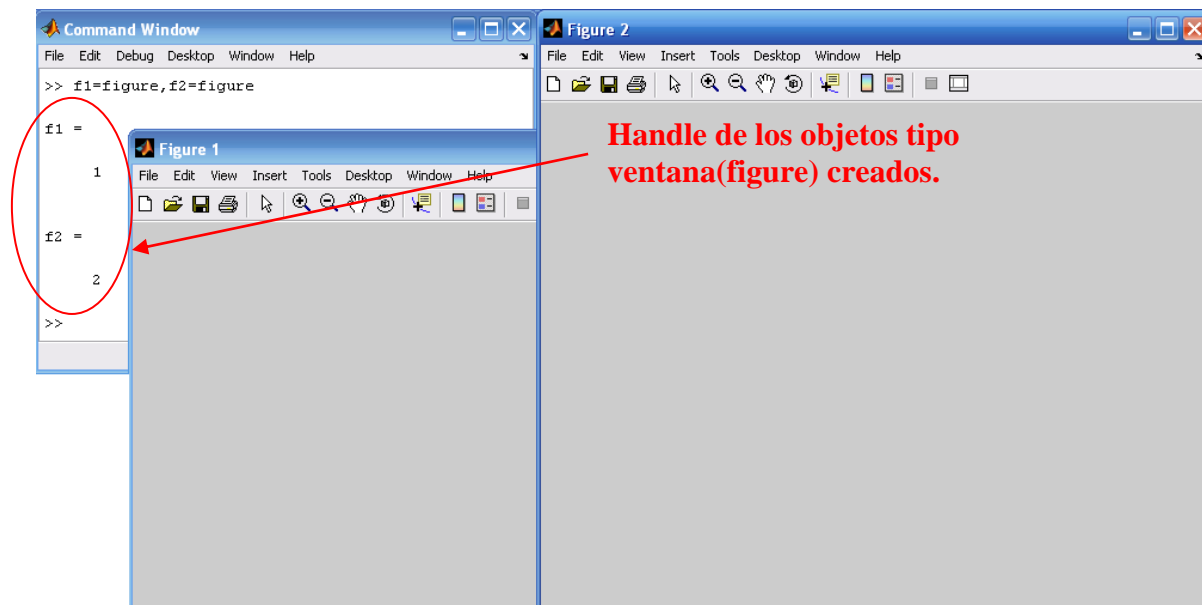 Command Window
File Edit Debug Desktop Window Help
>> f1=figure,f2=figure
f1 =
1
f2 =
2
>>
Figure 1
File Edit View Insert Tools Desktop Window Help
Figure 2
File Edit View Insert Tools Desktop Window Help
Handle de los objetos tipo
ventana(figure) creados.